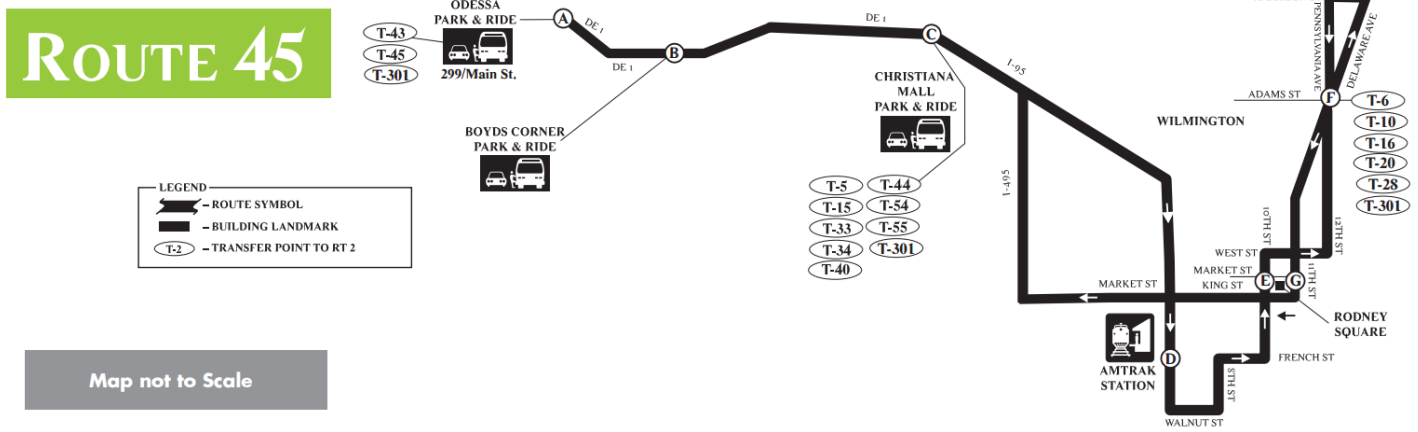 ROUTE 45
ODESSA
PARK & RIDE
A
T-43
T-45
T-301
299/Main St.
DE 1
DE 1
B
BOYDS CORNER
PARK & RIDE
DE 1
C
CHRISTIANA
MALL
PARK & RIDE
T-5
T-44
T-15
T-54
T-33
T-55
T-34
T-301
T-40
I-95
I-495
MARKET ST
AMTRAK
STATION
D
WALNUT ST
8TH ST
FRENCH ST
RODNEY
SQUARE
KING ST
MARKET ST
E
G
WEST ST
10TH ST
11TH ST
12TH ST
WILMINGTON
ADAMS ST
F
PENNSYLVANIA AVE
DELAWARE AVE
T-6
T-10
T-16
T-20
T-28
T-301
LEGEND
– ROUTE SYMBOL
– BUILDING LANDMARK
T-2 – TRANSFER POINT TO RT 2
Map not to Scale